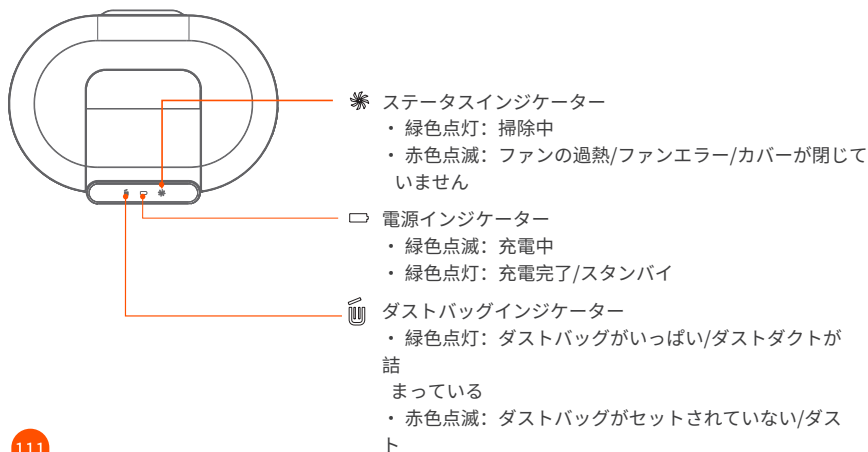 ステータスインジケーター
・ 緑色点灯：掃除中
・ 赤色点滅：ファンの過熱/ファンエラー/カバーが閉じて
いません
電源インジケーター
・ 緑色点滅：充電中
・ 緑色点灯：充電完了/スタンバイ
ダストバッグインジケーター
・ 緑色点灯：ダストバッグがいっぱい/ダストダクトが
詰
まっている
・ 赤色点滅：ダストバッグがセットされていない/ダス
ト
111